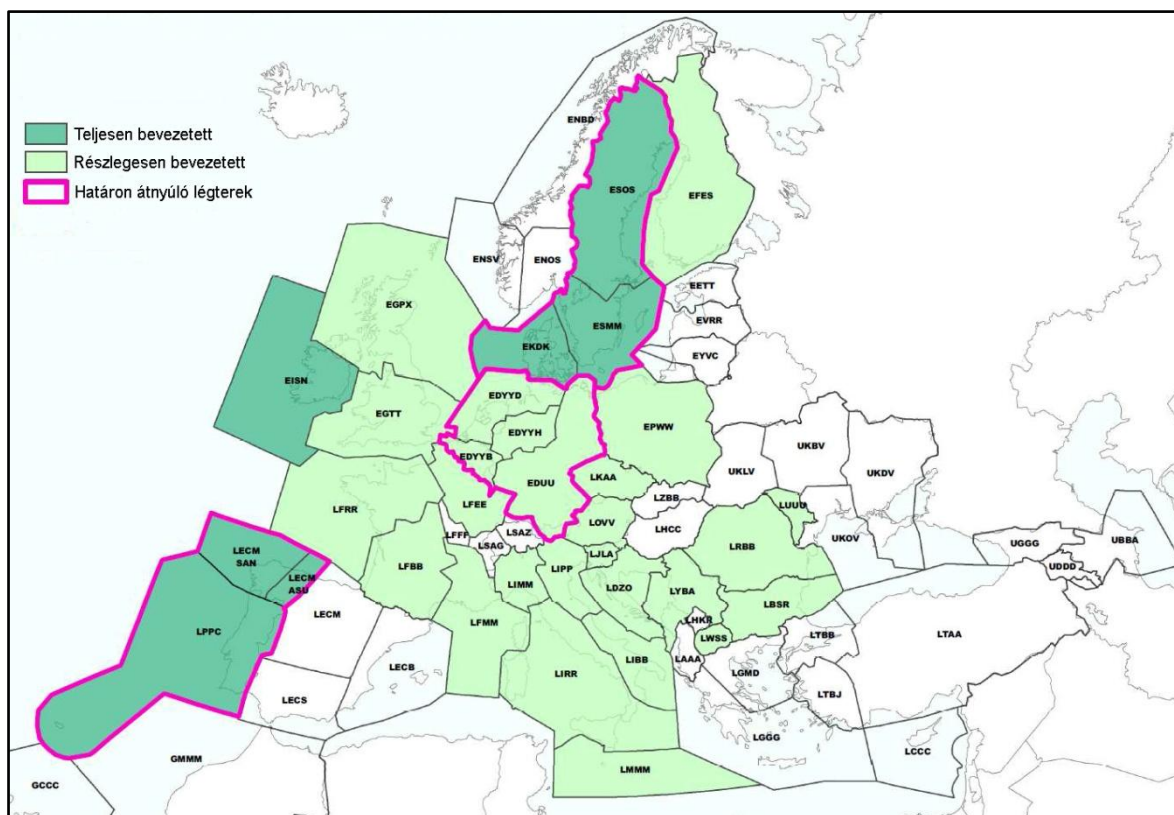 Teljesen bevezetett
Részlegesen bevezetett
Határon átnyúló légterek
ENBD
ESOS
EFES
ENSV
ENOS
EETT
EGPX
EVRR
ESMM
EKDK
EYVC
EISN
EGTT
EDYYD
EDYYH
EPWW
EDYYB
UKBV
UKLV
UKDV
EDUU
LKAA
LFEE
LZBB
LFRR
LUUU
LOVV
LHCC
LFFF
LSAZ
LSAG
UKOV
LECM
SAN
LFBB
LIMM
LIPP
LJLA
LRBB
UGGG
UBBA
UDDD
LECM
ASU
LDZO
LYBA
LBSR
LECM
LFMM
LHKR
LPPC
LWSS
LTBB
LTAA
LECB
LIRR
LIBB
LAAA
LGMD
LTBJ
LECS
LGGG
LCCC
GMMM
LMMM
GCCC